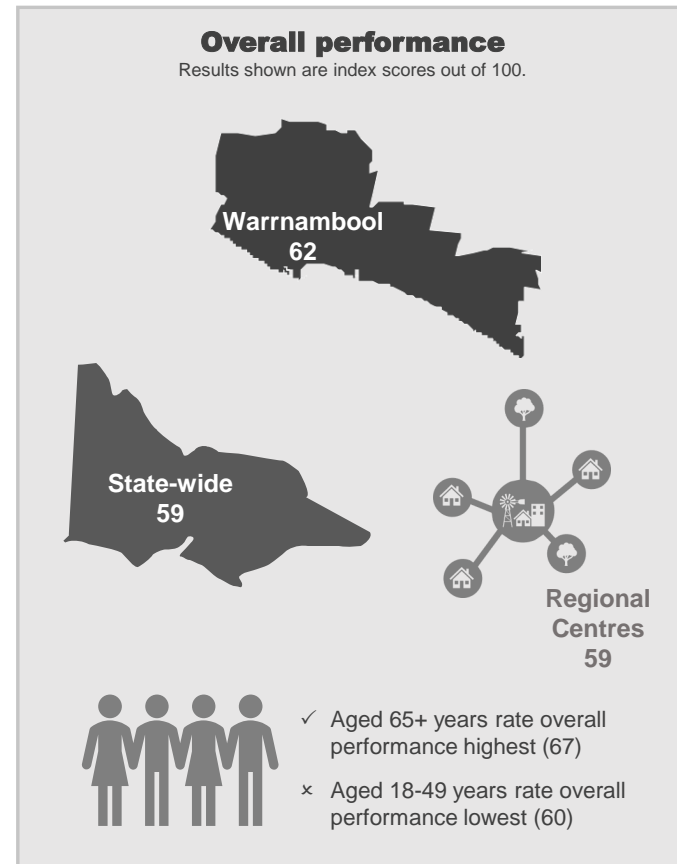 Overall performance
Results shown are index scores out of 100.
Warrnambool
62
State-wide
59
Regional
Centres
59
✓ Aged 65+ years rate overall
performance highest (67)
× Aged 18-49 years rate overall
performance lowest (60)